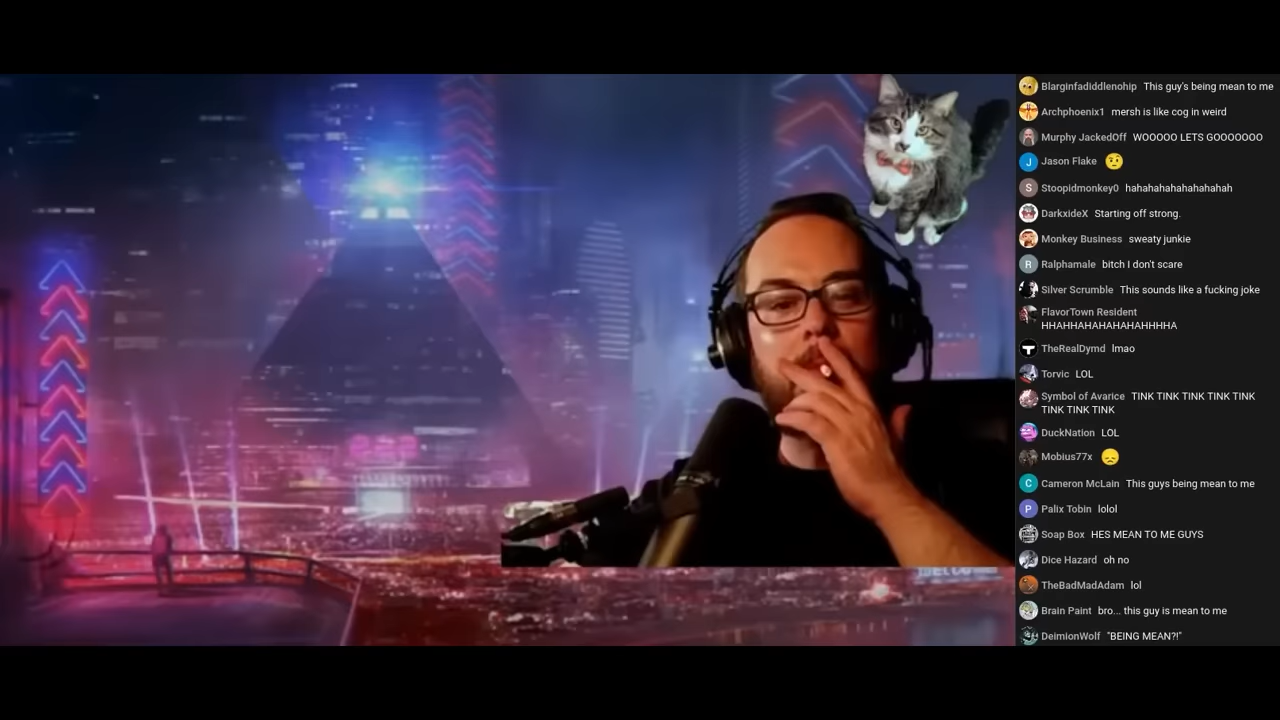 Blarginfadiddlenohip This guy's being mean to me
Archphoenix1 mersh is like cog in weird
Murphy JackedOff WOOOOO LETS GOOOOOOO
J Jason Flake 🤨
S Stoopidmonkey0 hahahahahahahahah
DarkxideX Starting off strong.
Monkey Business sweaty junkie
R Ralphamale bitch I don't scare
Silver Scrumble This sounds like a fucking joke
FlavorTown Resident
HHAHHAHAHAHAHAHHHHA
TheRealDymd lmao
Torvic LOL
Symbol of Avarice TINK TINK TINK TINK TINK
TINK TINK TINK
DuckNation LOL
Mobius77x 😞
C Cameron McLain This guys being mean to me
P Palix Tobin lolol
Soap Box HES MEAN TO ME GUYS
Dice Hazard oh no
TheBadMadAdam lol
Brain Paint bro... this guy is mean to me
DeimionWolf "BEING MEAN?!"